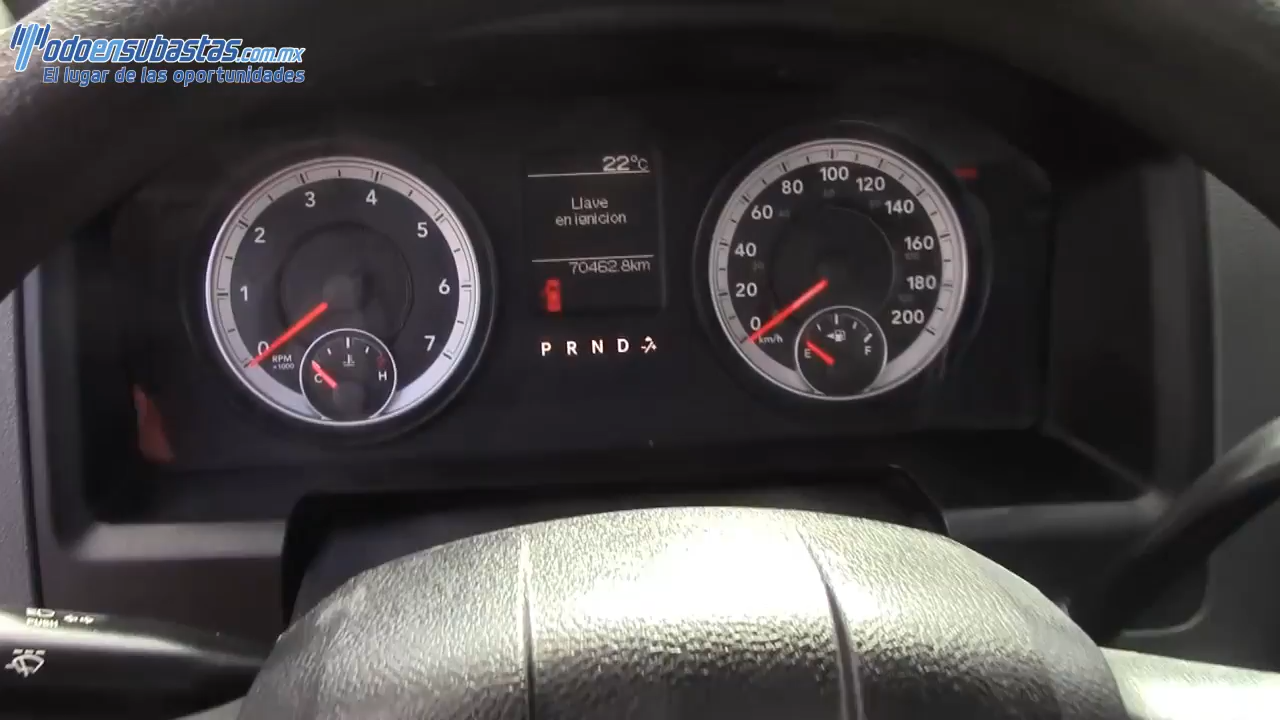 Todoensubastas.com.mx
El lugar de las oportunidades
22°C
Llave
en ignicion
70462.8km
P R N D
0 1 2 3 4 5 6 7
RPM
x1000
C H
0 20 40 60 80 100 120 140 160 180 200
km/h
E F
PUSH